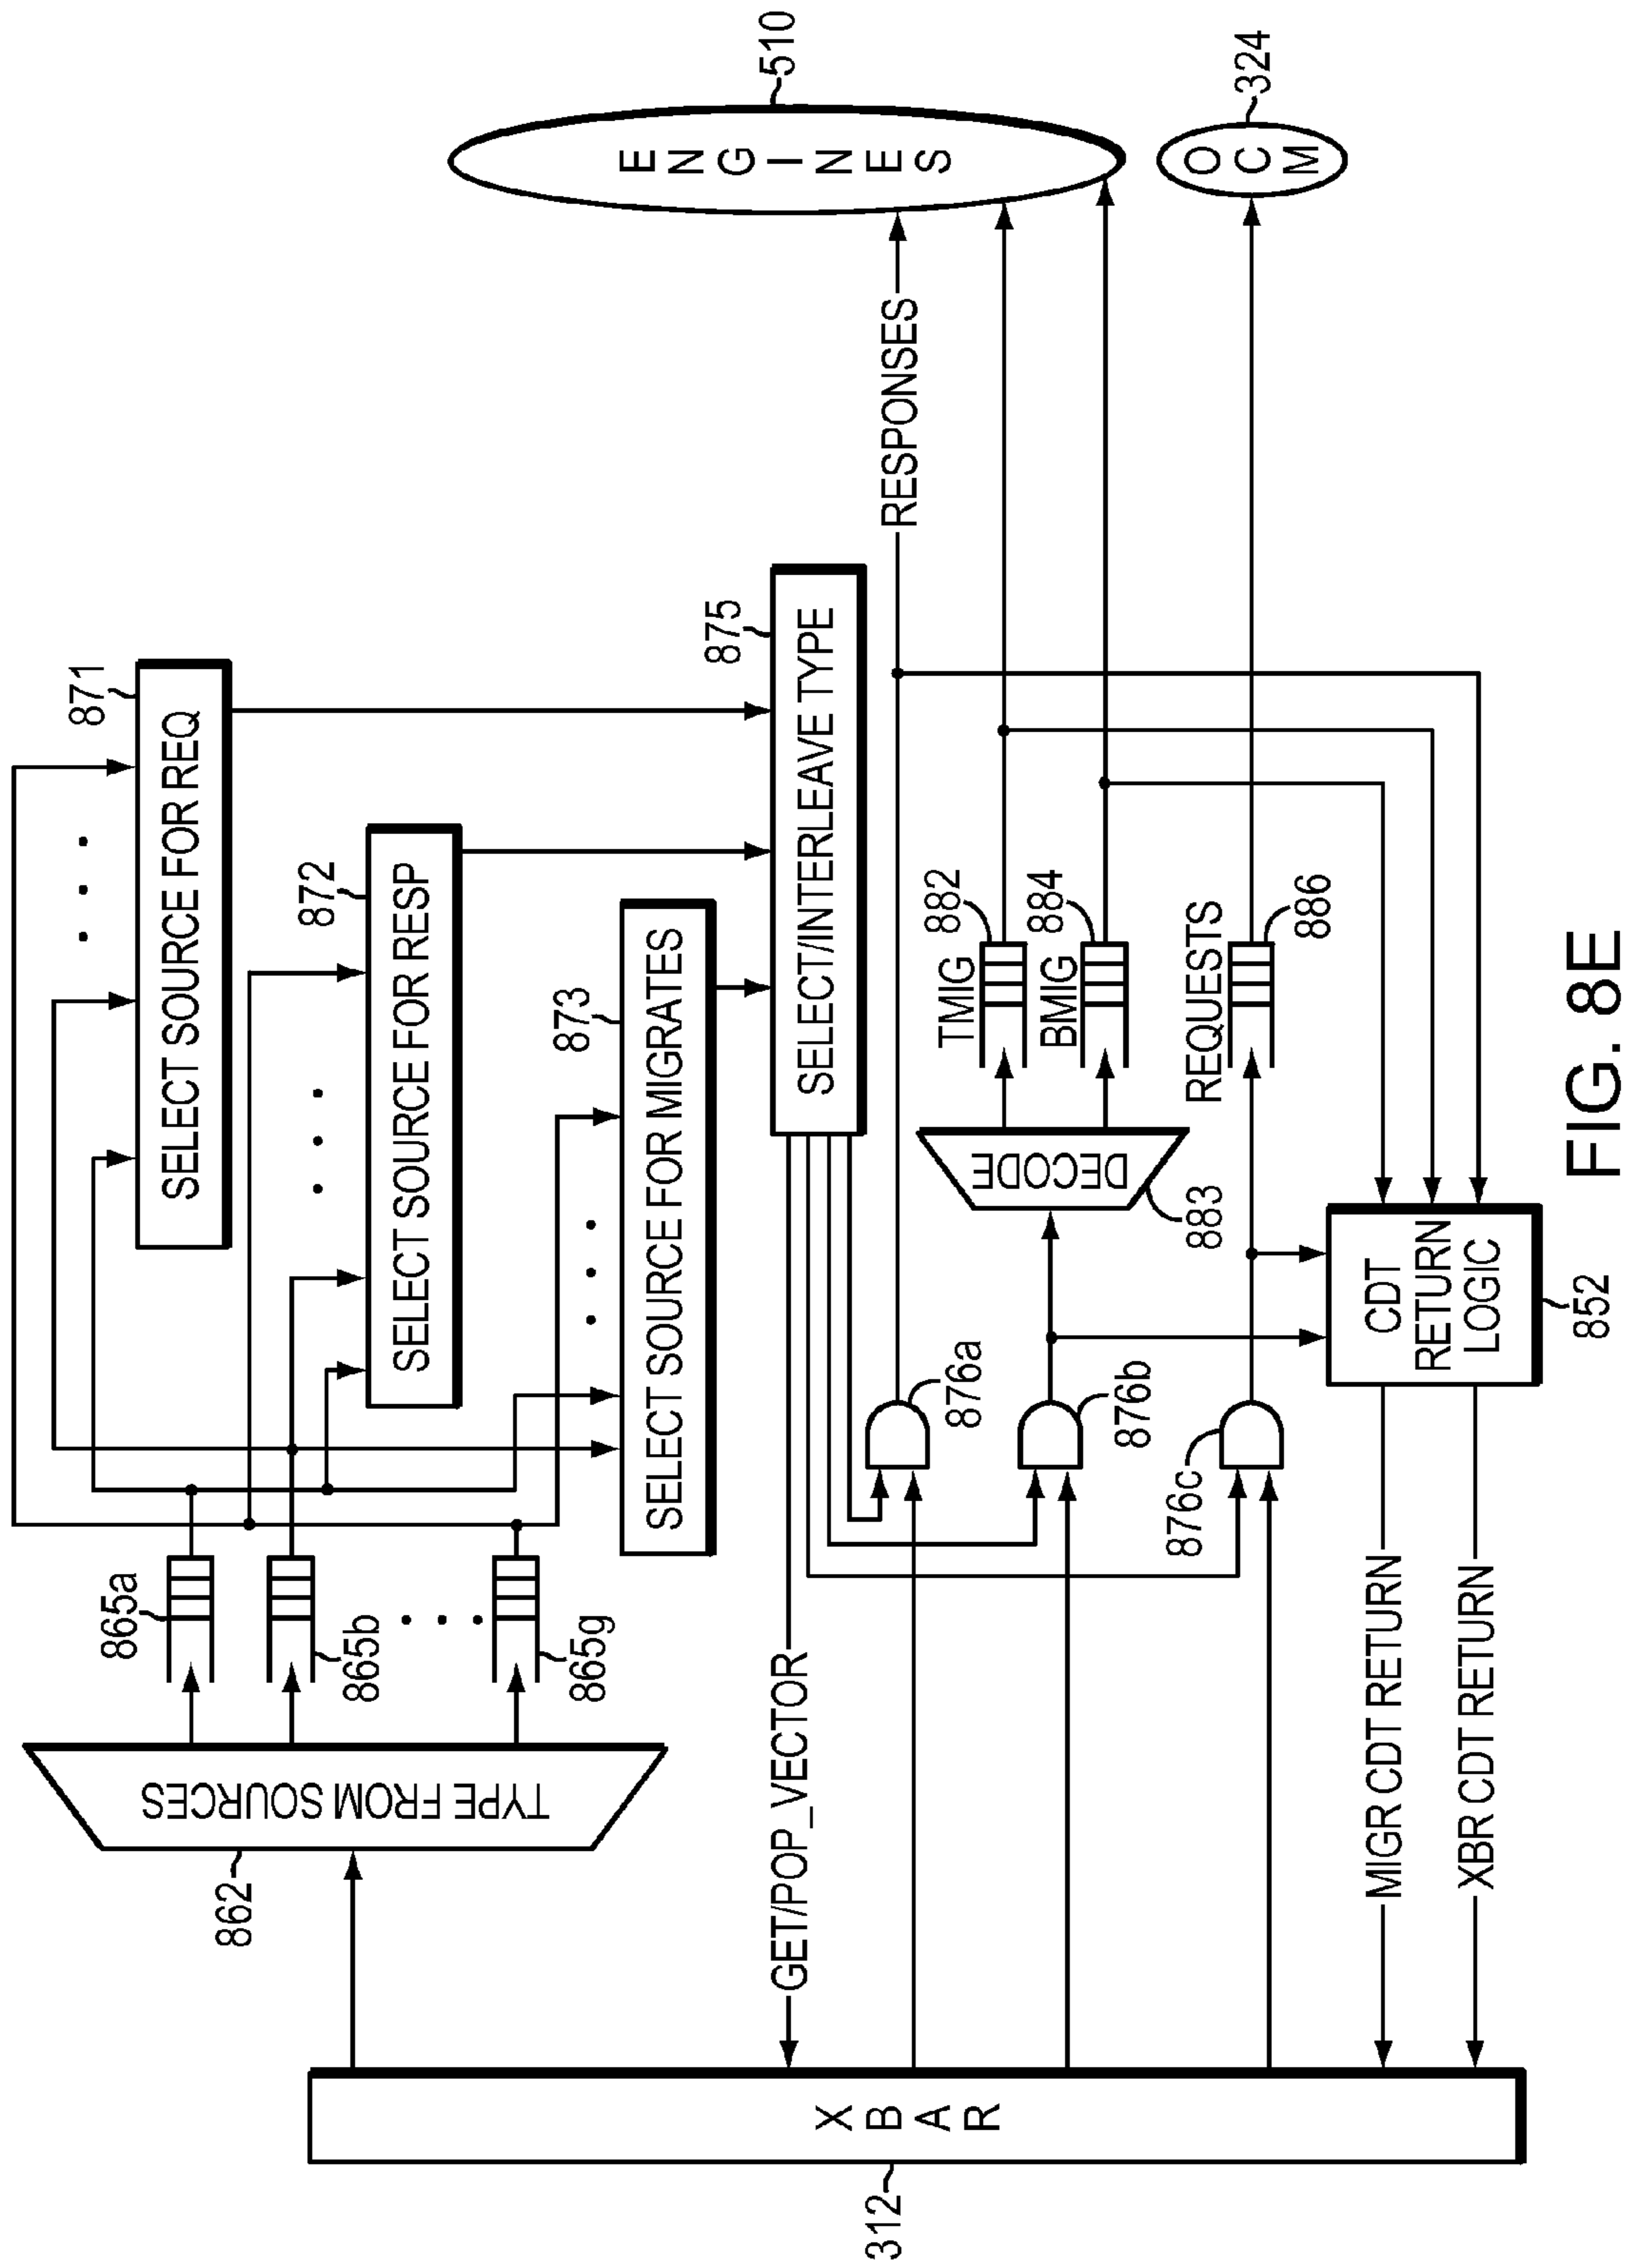 871
SELECT SOURCE FOR REQ
872
SELECT SOURCE FOR RESP
873
SELECT SOURCE FOR MIGRATES
875
SELECT/INTERLEAVE TYPE
865a
865b
865g
862
TYPE FROM SOURCES
GET/POP_VECTOR
XBAR
312
876a
876b
876c
RESPONSES
DECODE
883
TMIG
882
BMIG
884
REQUESTS
886
ENGINES
510
OCM
324
CDT
RETURN
LOGIC
852
MIGR CDT RETURN
XBR CDT RETURN
FIG. 8E